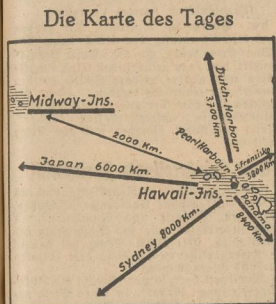 Die Karte des Tages
Dutch-Harbour
3700 Km.
Midway-Jns.
2000 Km.
Pearl Harbour
S. Fransisko
3800 Km.
Japan 6000 Km.
Hawaii-Jns.
Panama
8400 Km.
Sydney 8000 Km.